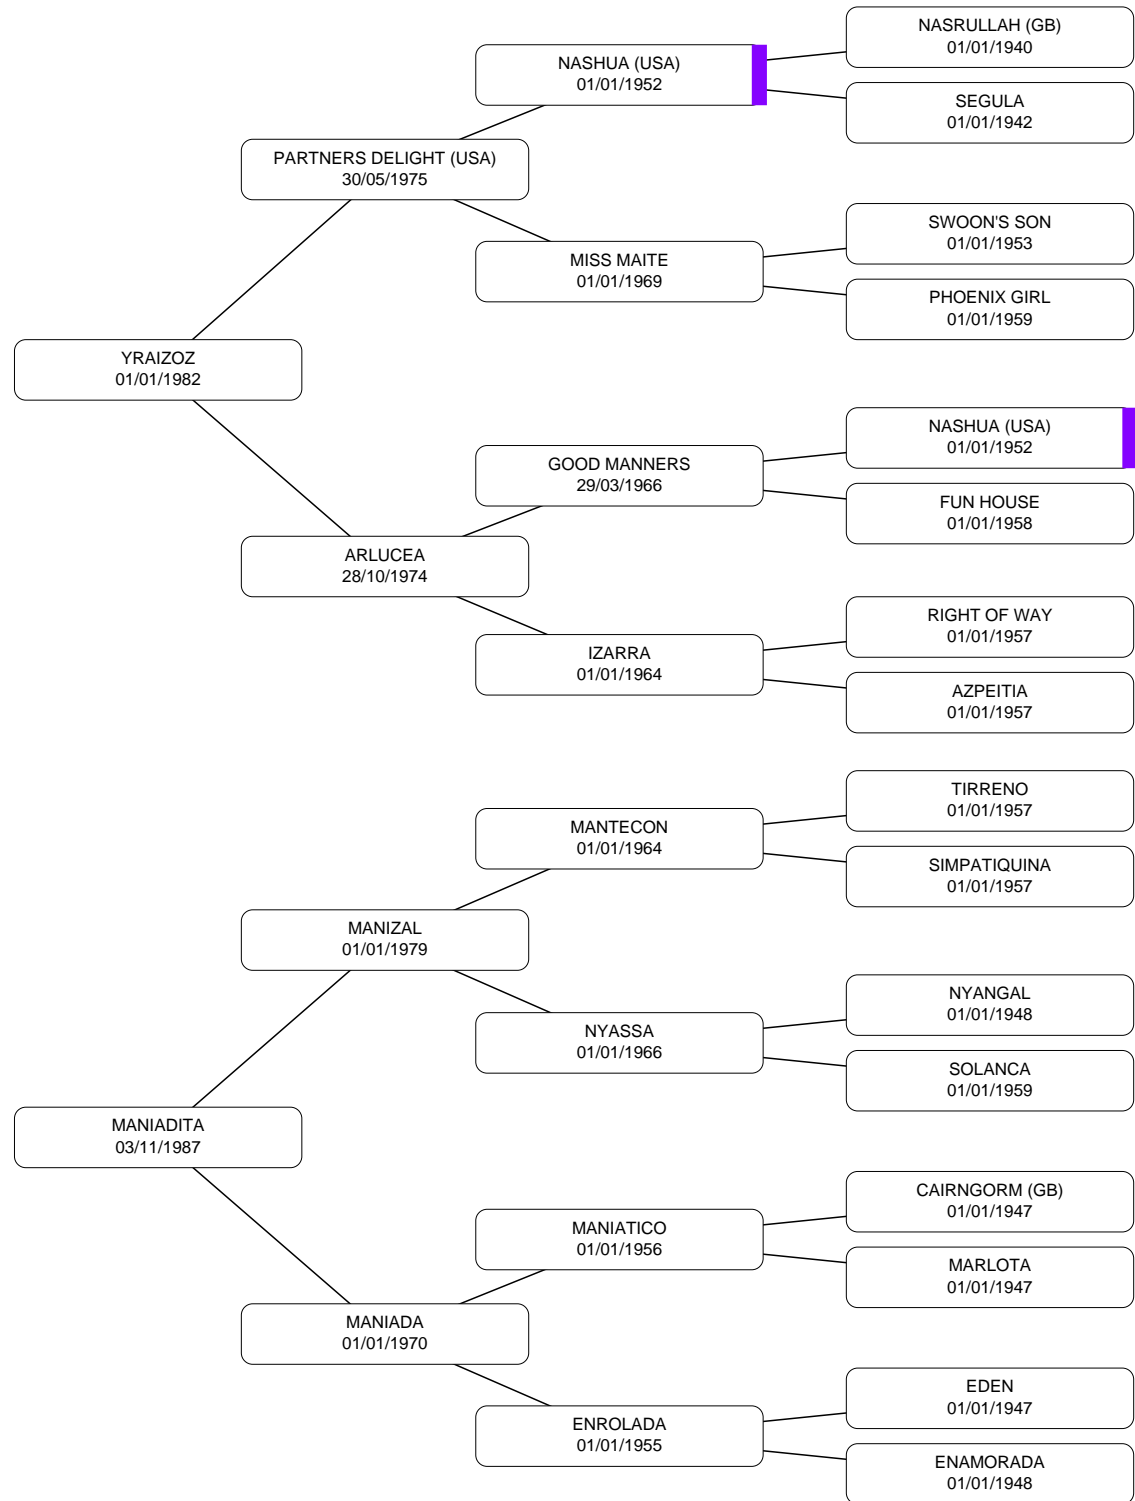 NASRULLAH (GB)
01/01/1940
NASHUA (USA)
01/01/1952
SEGULA
01/01/1942
PARTNERS DELIGHT (USA)
30/05/1975
SWOON'S SON
01/01/1953
MISS MAITE
01/01/1969
PHOENIX GIRL
01/01/1959
YRAIZOZ
01/01/1982
NASHUA (USA)
01/01/1952
GOOD MANNERS
29/03/1966
FUN HOUSE
01/01/1958
ARLUCEA
28/10/1974
RIGHT OF WAY
01/01/1957
IZARRA
01/01/1964
AZPEITIA
01/01/1957
TIRRENO
01/01/1957
MANTECON
01/01/1964
SIMPATIQUINA
01/01/1957
MANIZAL
01/01/1979
NYANGAL
01/01/1948
NYASSA
01/01/1966
SOLANCA
01/01/1959
MANIADITA
03/11/1987
CAIRNGORM (GB)
01/01/1947
MANIATICO
01/01/1956
MARLOTA
01/01/1947
MANIADA
01/01/1970
EDEN
01/01/1947
ENROLADA
01/01/1955
ENAMORADA
01/01/1948